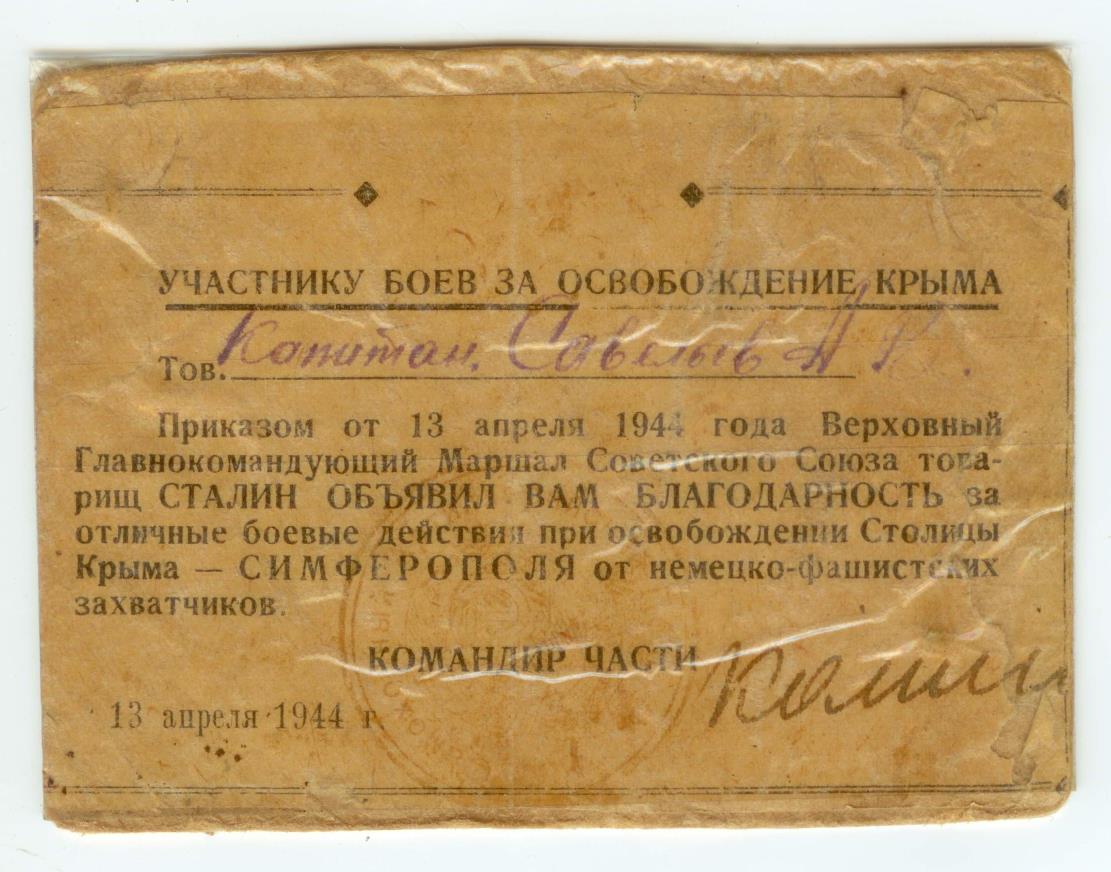 УЧАСТНИКУ БОЕВ ЗА ОСВОБОЖДЕНИЕ КРЫМА
Тов. Капитан Савельев А
Приказом от 13 апреля 1944 года Верховный
Главнокомандующий Маршал Советского Союза това-
рищ СТАЛИН ОБЪЯВИЛ ВАМ БЛАГОДАРНОСТЬ за
отличные боевые действия при освобождении Столицы
Крыма — СИМФЕРОПОЛЯ от немецко-фашистских
захватчиков.
КОМАНДИР ЧАСТИ
13 апреля 1944 г.